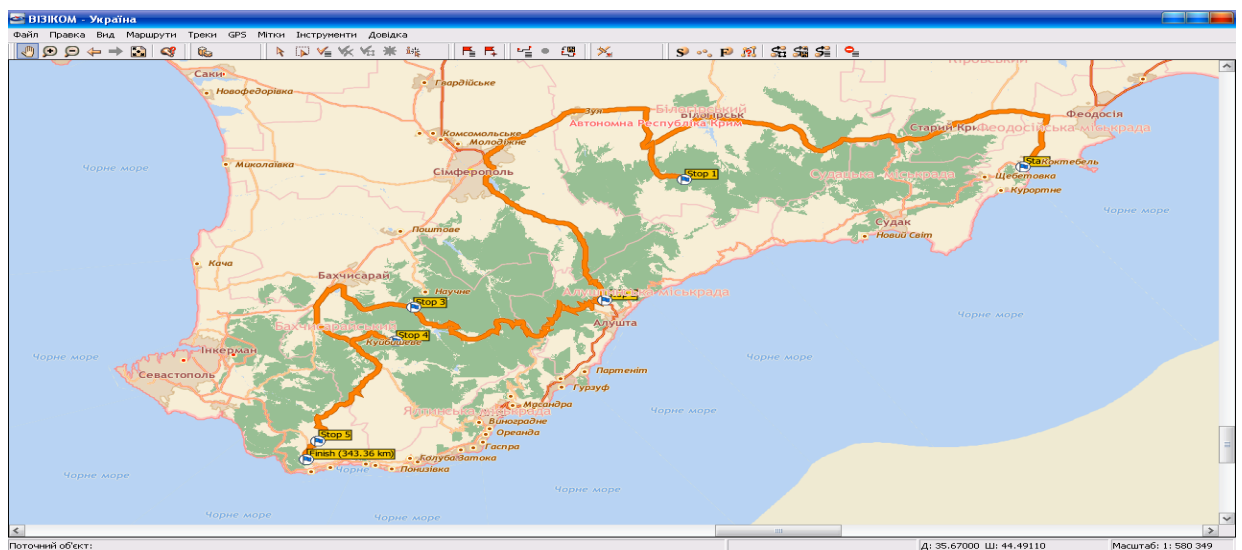 ВІЗІКОМ - Україна
Файл Правка Вид Маршрути Треки GPS Мітки Інструменти Довідка
Саки
Гвардійське
Новофедорівка
Зуя
Білогірський
Білогірськ
Автономна Республіка Крим
Феодосія
Старий Крим
Феодосійська міськрада
Комсомольське
Молодіжне
Чорне море
Миколаївка
Сімферополь
Stop 1
Судацька міськрада
Sta
Коктебель
Щебетовка
Курортне
Чорне море
Судак
Новий Світ
Поштове
Кача
Бахчисарай
Научне
Stop 3
Алуштинська міськрада
Алушта
Чорне море
Бахчисарайський
Stop 4
Куйбишеве
Інкерман
Чорне море
Севастополь
Чорне море
Партеніт
Гурзуф
Масандра
Ялтинська міськрада
Чорне море
Виноградне
Ореанда
Stop 5
Гаспра
Finish (343.36 km)
Голуба Затока
Понизівка
Чорне море
Чорне море
Чорне море
Поточний об'єкт:
Д: 35.67000 Ш: 44.49110
Масштаб: 1: 580 349